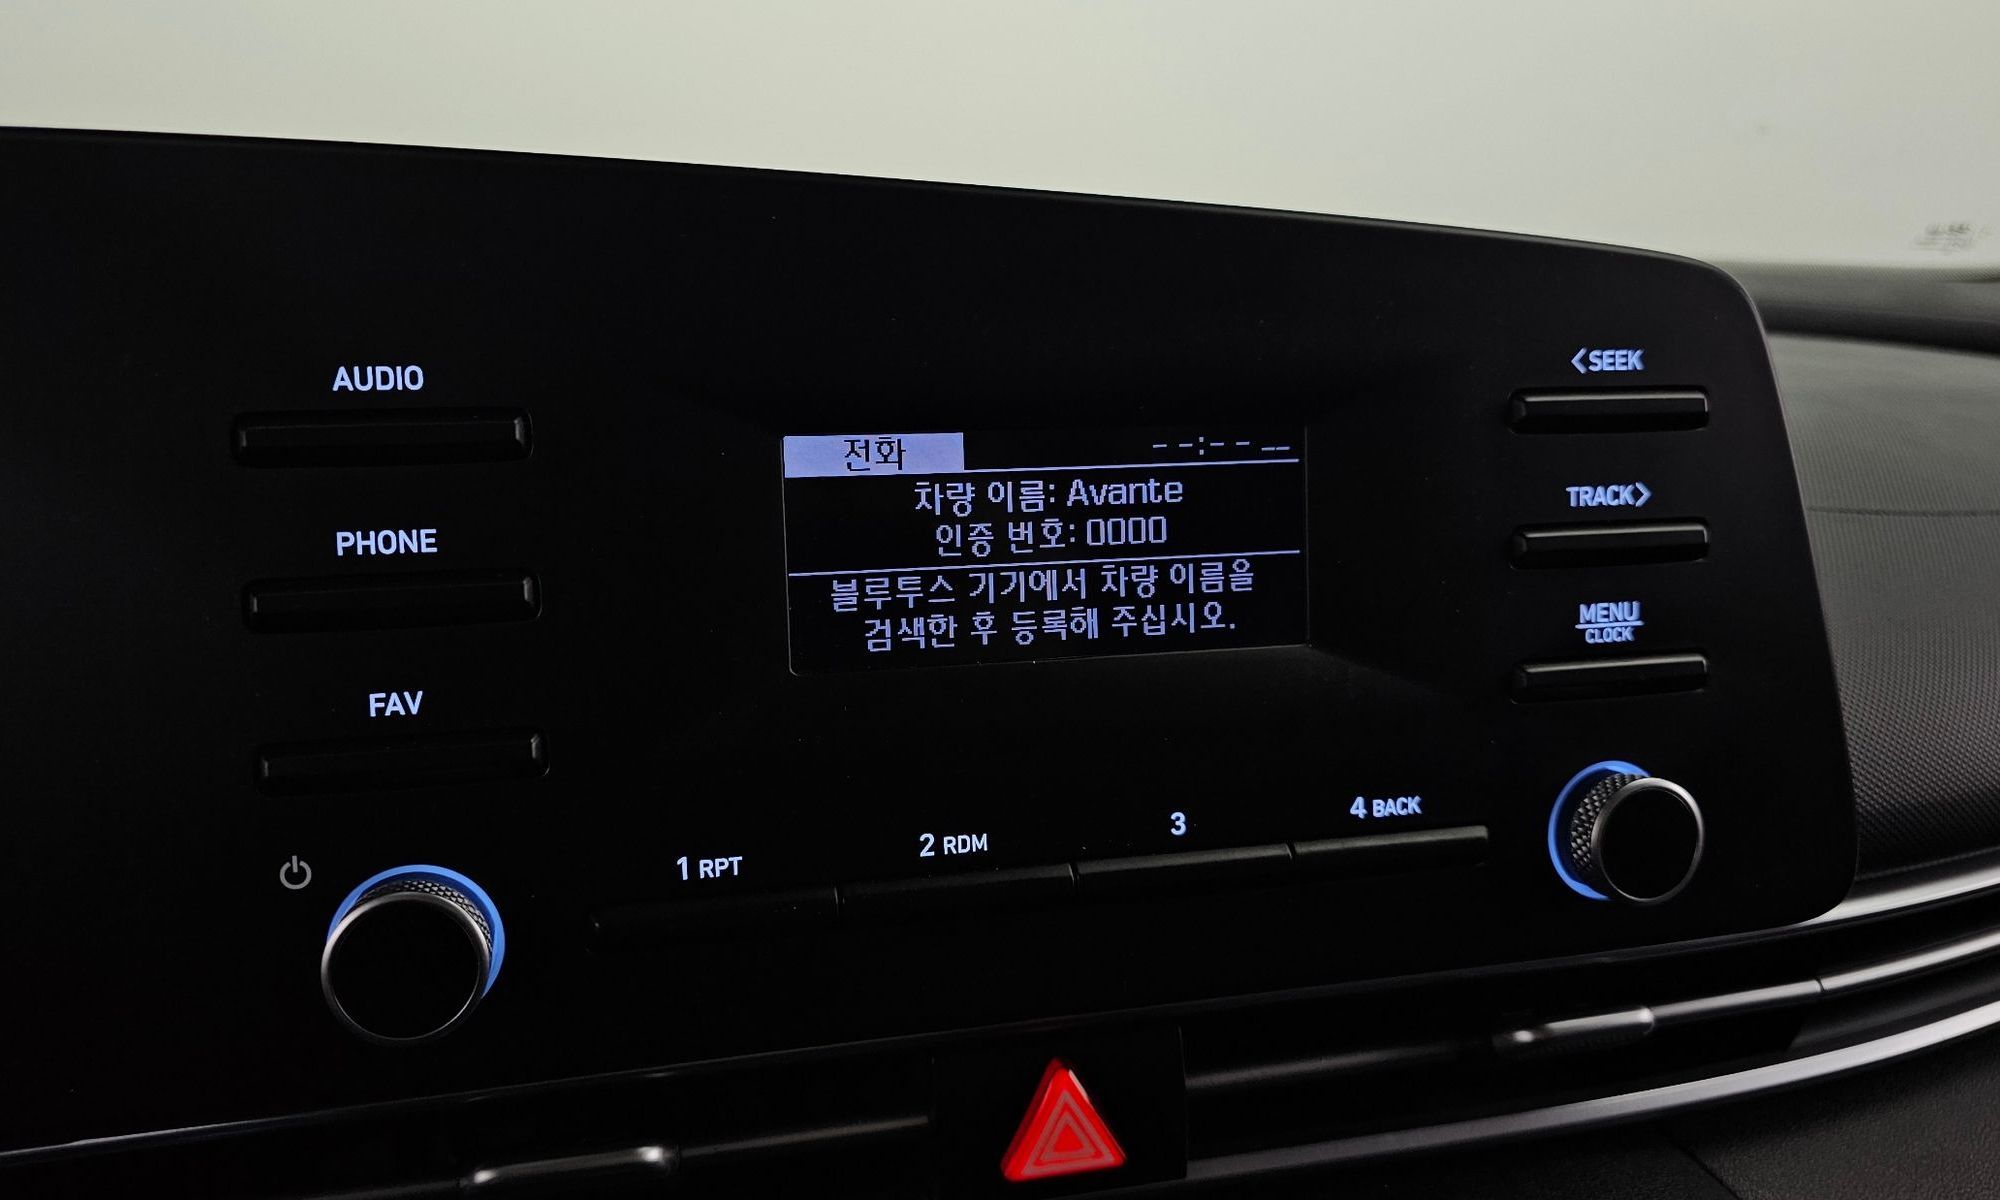 AUDIO
PHONE
FAV
전화
--:-- __
차량 이름: Avante
인증 번호: 0000
블루투스 기기에서 차량 이름을
검색한 후 등록해 주십시오.
<SEEK
TRACK>
MENU
CLOCK
1 RPT
2 RDM
3
4 BACK